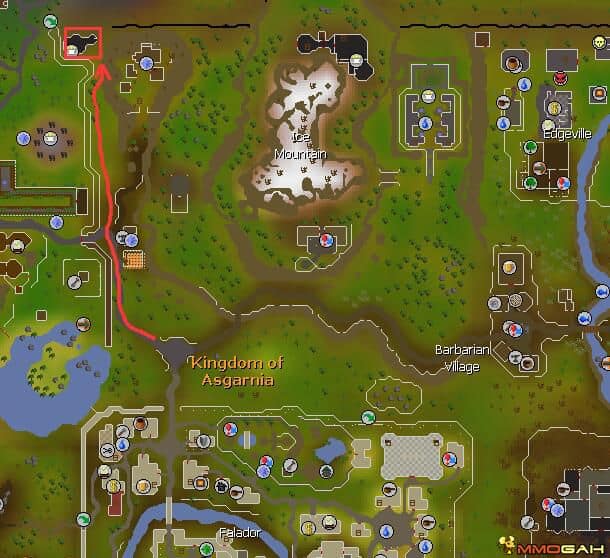 Edgeville
Ice
Mountain
Kingdom of
Asgarnia
Barbarian
Village
Falador
MMOGAH